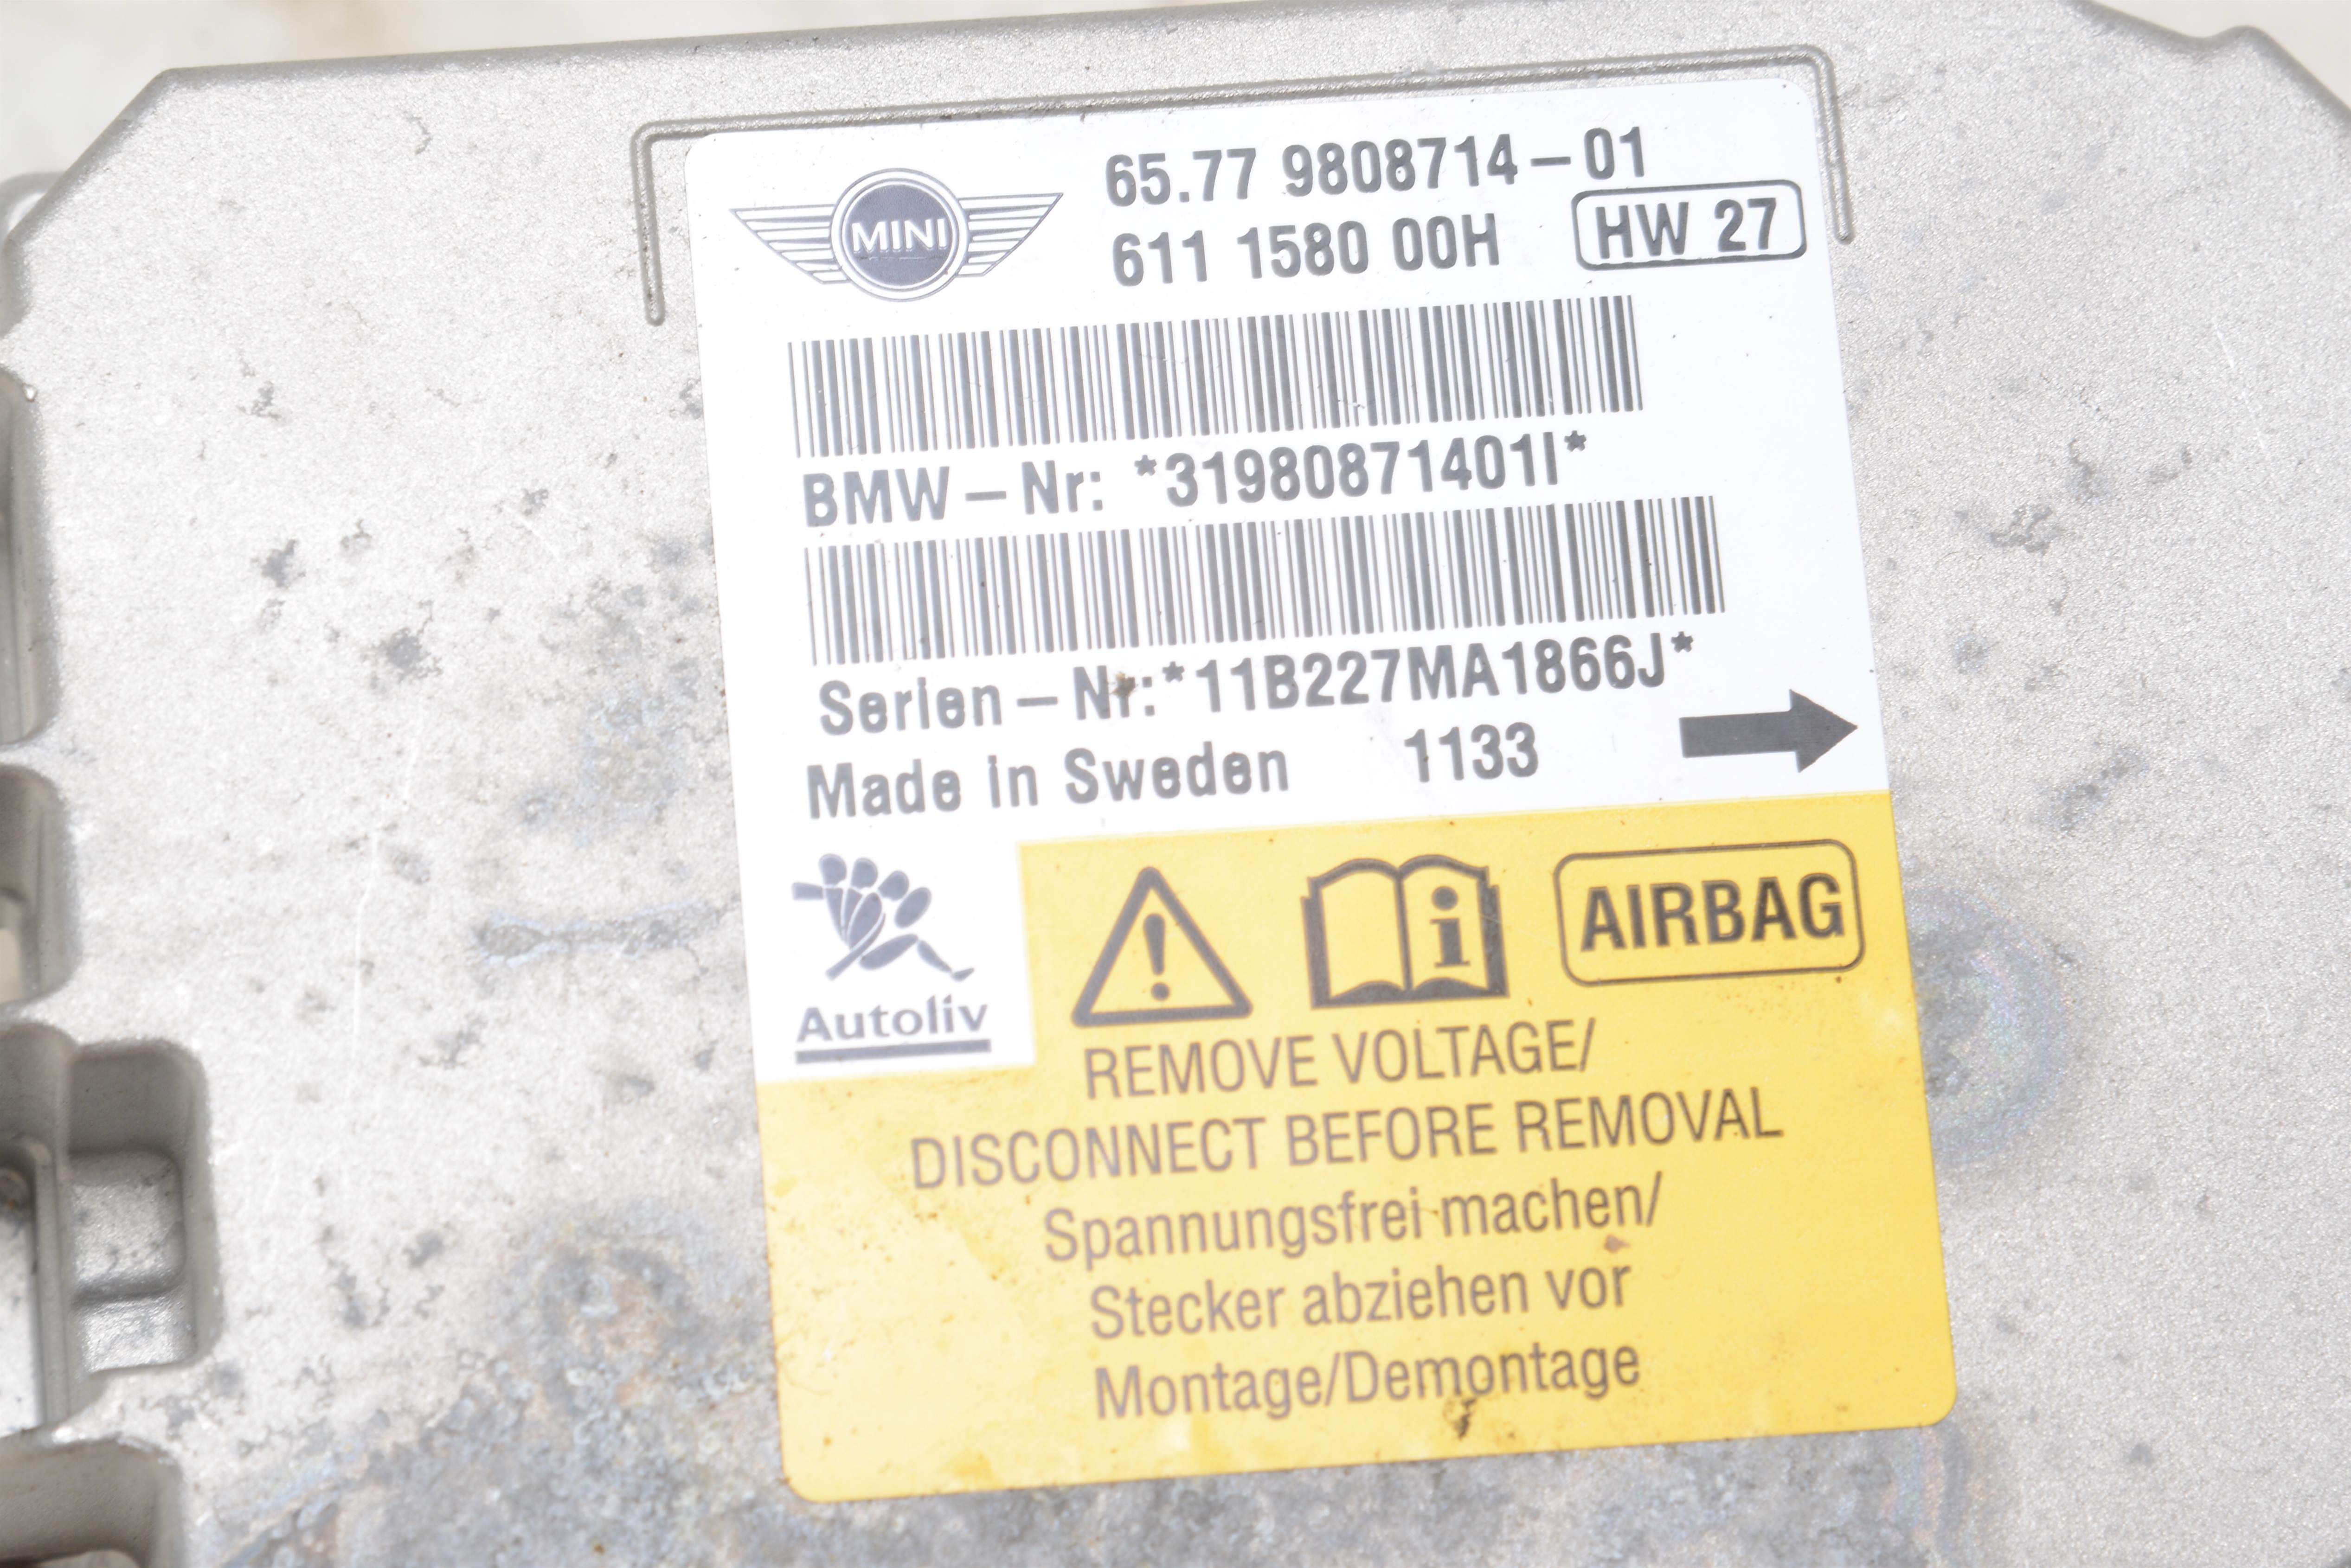 MINI
65.77 9808714-01
611 1580 00H HW 27
BMW-Nr: *31980871401I*
Serien-Nr:*11B227MA1866J*
Made in Sweden 1133
Autoliv
AIRBAG
REMOVE VOLTAGE/
DISCONNECT BEFORE REMOVAL
Spannungsfrei machen/
Stecker abziehen vor
Montage/Demontage